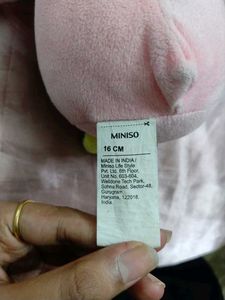 MINISO
16 CM
MADE IN INDIA /
Miniso Life Style
Pvt. Ltd. 6th Floor,
Unit No. 603-604,
Welldone Tech Park,
Sohna Road, Sector-48,
Gurugram,
Haryana, 122018.
India